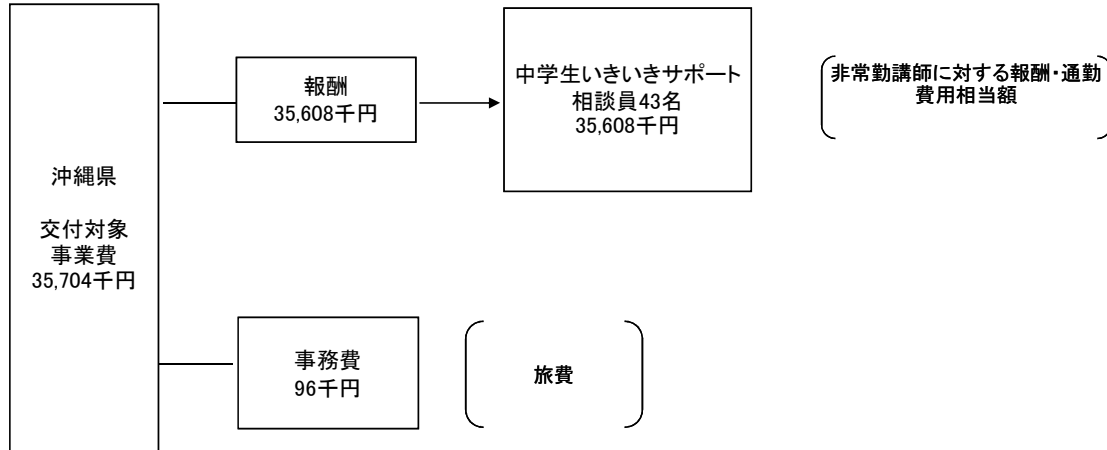 沖縄県
交付対象
事業費
35,704千円
報酬
35,608千円
中学生いきいきサポート
相談員43名
35,608千円
非常勤講師に対する報酬・通勤
費用相当額
事務費
96千円
旅費